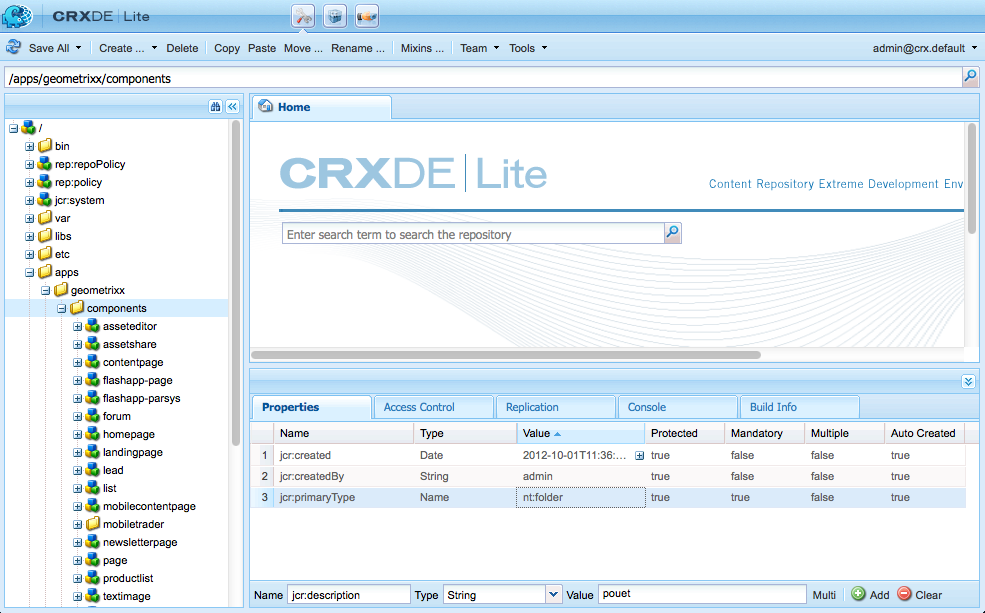 CRXDE | Lite
Save All Create ... Delete Copy Paste Move ... Rename ... Mixins ... Team Tools admin@crx.default
/apps/geometrixx/components
/
bin
rep:repoPolicy
rep:policy
jcr:system
var
libs
etc
apps
geometrixx
components
asseteditor
assetshare
contentpage
flashapp-page
flashapp-parsys
forum
homepage
landingpage
lead
list
mobilecontentpage
mobiletrader
newsletterpage
page
productlist
textimage
Home
CRXDE | Lite
Content Repository Extreme Development Env
Enter search term to search the repository
Properties Access Control Replication Console Build Info
Name Type Value Protected Mandatory Multiple Auto Created
1 jcr:created Date 2012-10-01T11:36:... true false false true
2 jcr:createdBy String admin true false false true
3 jcr:primaryType Name nt:folder true true false true
Name jcr:description Type String Value pouet Multi Add Clear